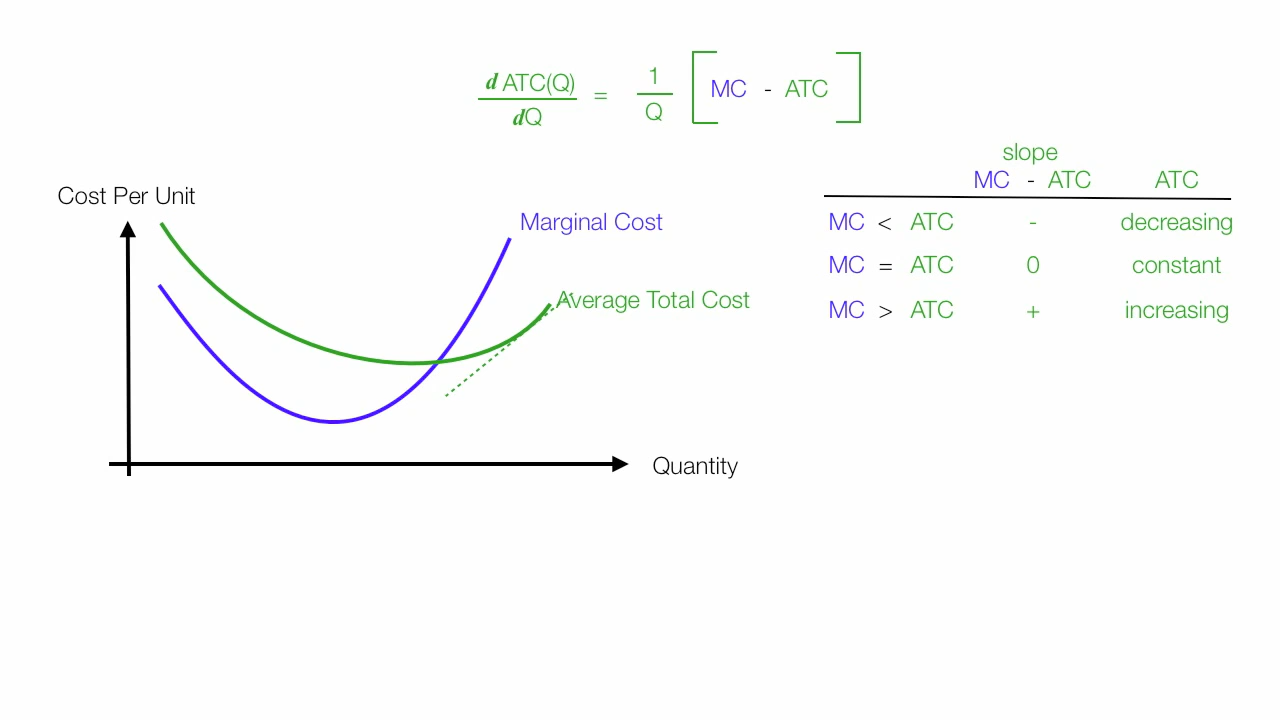 d ATC(Q)
dQ
=
1
Q
[ MC - ATC ]
slope
MC - ATC ATC
MC < ATC - decreasing
MC = ATC 0 constant
MC > ATC + increasing
Cost Per Unit
Marginal Cost
Average Total Cost
Quantity